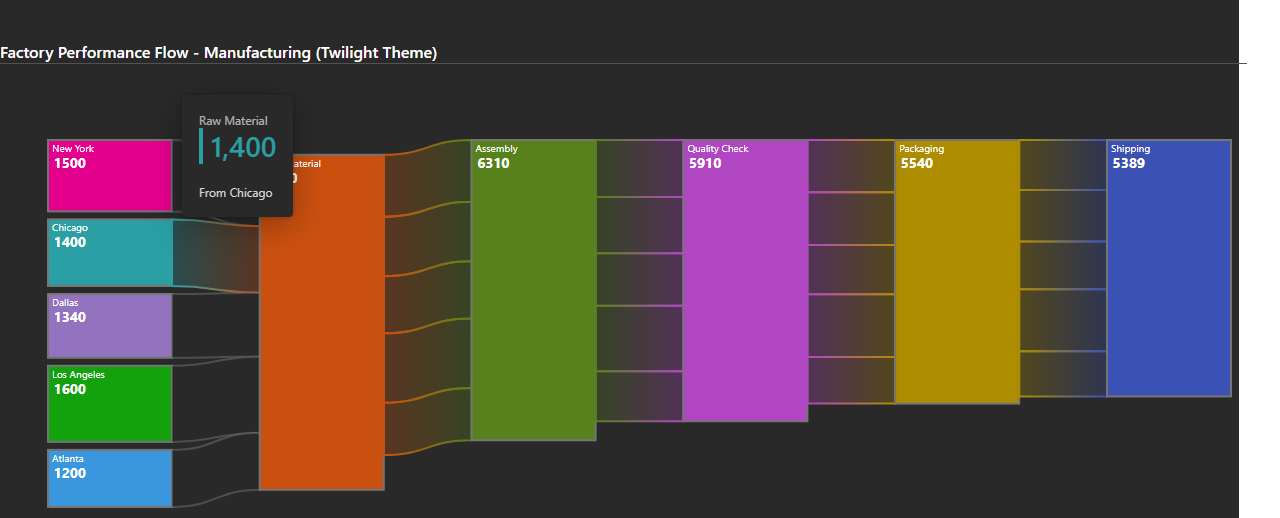 Factory Performance Flow - Manufacturing (Twilight Theme)
Raw Material
1,400
From Chicago
New York
1500
Chicago
1400
Dallas
1340
Los Angeles
1600
Atlanta
1200
Assembly
6310
Quality Check
5910
Packaging
5540
Shipping
5389